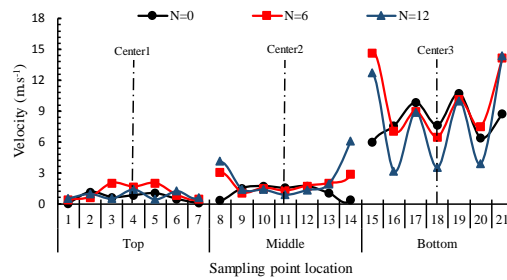 N=0 N=6 N=12
18
15
12
9
6
3
0
Velocity (m.s⁻¹)
Center1 Center2 Center3
1 2 3 4 5 6 7 8 9 10 11 12 13 14 15 16 17 18 19 20 21
Top Middle Bottom
Sampling point location